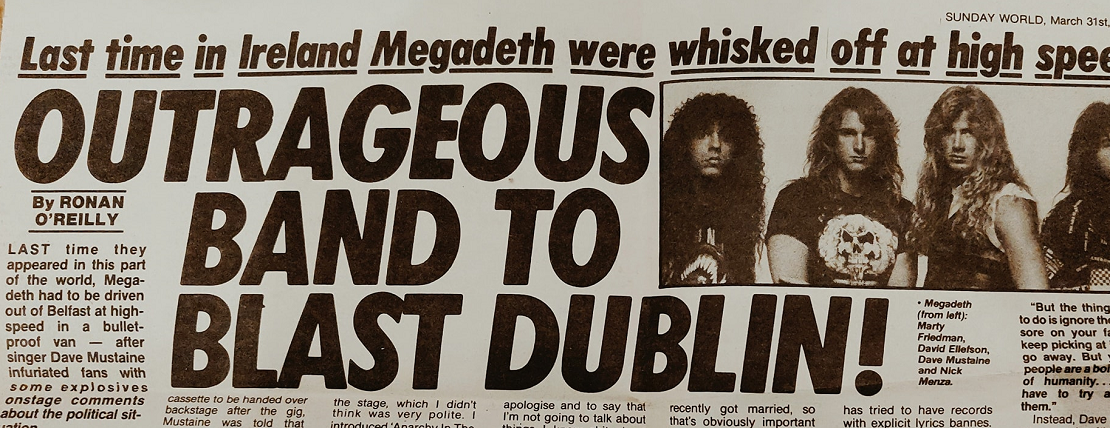 SUNDAY WORLD, March 31st,
Last time in Ireland Megadeth were whisked off at high spee
OUTRAGEOUS
BAND TO
BLAST DUBLIN!
By RONAN
O'REILLY
LAST time they
appeared in this part
of the world, Mega-
deth had to be driven
out of Belfast at high-
speed in a bullet-
proof van — after
singer Dave Mustaine
infuriated fans with
some explosives
onstage comments
about the political sit-
uation.
cassette to be handed over
backstage after the gig,
Mustaine was told that
the stage, which I didn't
think was very polite. I
introduced 'Anarchy In The
apologise and to say that
I'm not going to talk about
recently got married, so
that's obviously important
has tried to have records
with explicit lyrics bannes.
• Megadeth
(from left):
Marty
Friedman,
David Ellefson,
Dave Mustaine
and Nick
Menza.
"But the thing
to do is ignore the
sore on your fa
keep picking at
go away. But y
people are a boi
of humanity. . .
have to try a
them."
Instead, Dave